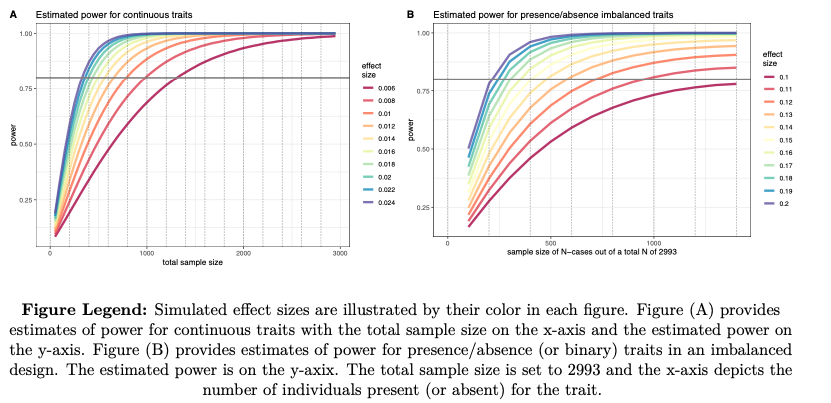 A
Estimated power for continuous traits
1.00
0.75
0.50
0.25
power
0
1000
2000
3000
total sample size
effect
size
0.006
0.008
0.01
0.012
0.014
0.016
0.018
0.02
0.022
0.024
B
Estimated power for presence/absence imbalanced traits
1.00
0.75
0.50
0.25
power
0
500
1000
sample size of N-cases out of a total N of 2993
effect
size
0.1
0.11
0.12
0.13
0.14
0.15
0.16
0.17
0.18
0.19
0.2
Figure Legend: Simulated effect sizes are illustrated by their color in each figure. Figure (A) provides
estimates of power for continuous traits with the total sample size on the x-axis and the estimated power on
the y-axis. Figure (B) provides estimates of power for presence/absence (or binary) traits in an imbalanced
design. The estimated power is on the y-axix. The total sample size is set to 2993 and the x-axis depicts the
number of individuals present (or absent) for the trait.